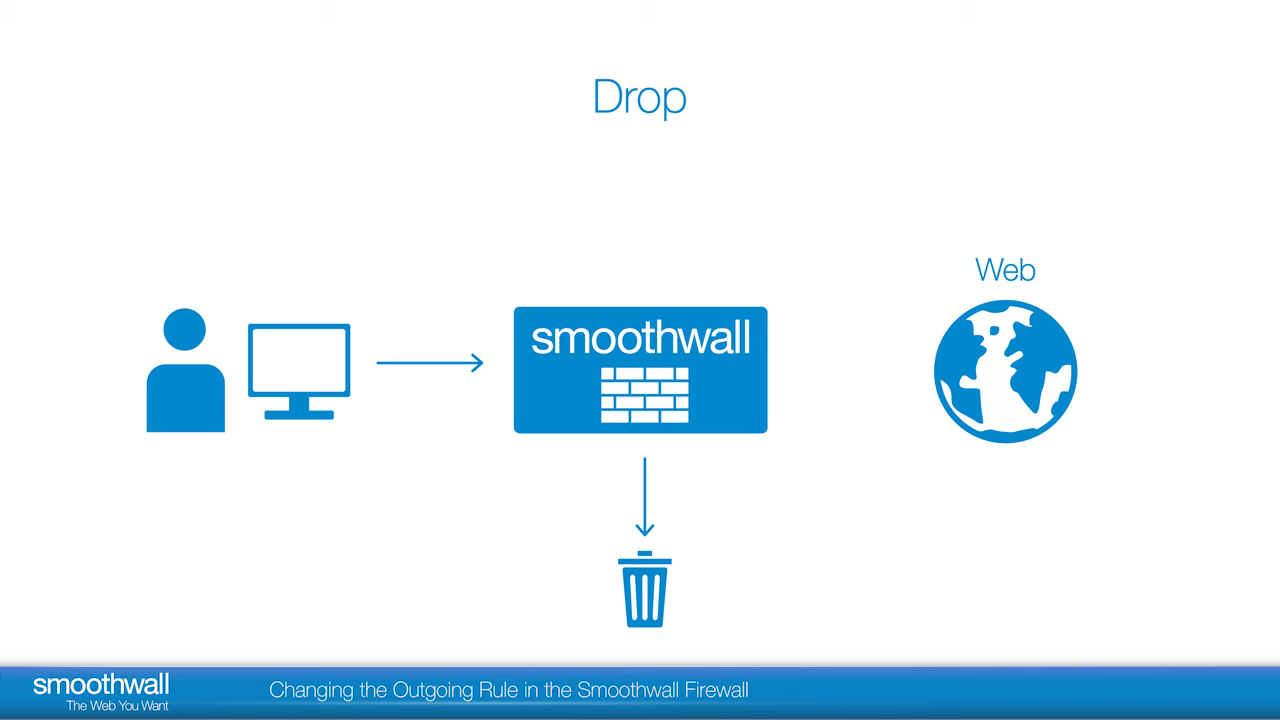 Drop
Web
smoothwall
smoothwall
The Web You Want
Changing the Outgoing Rule in the Smoothwall Firewall